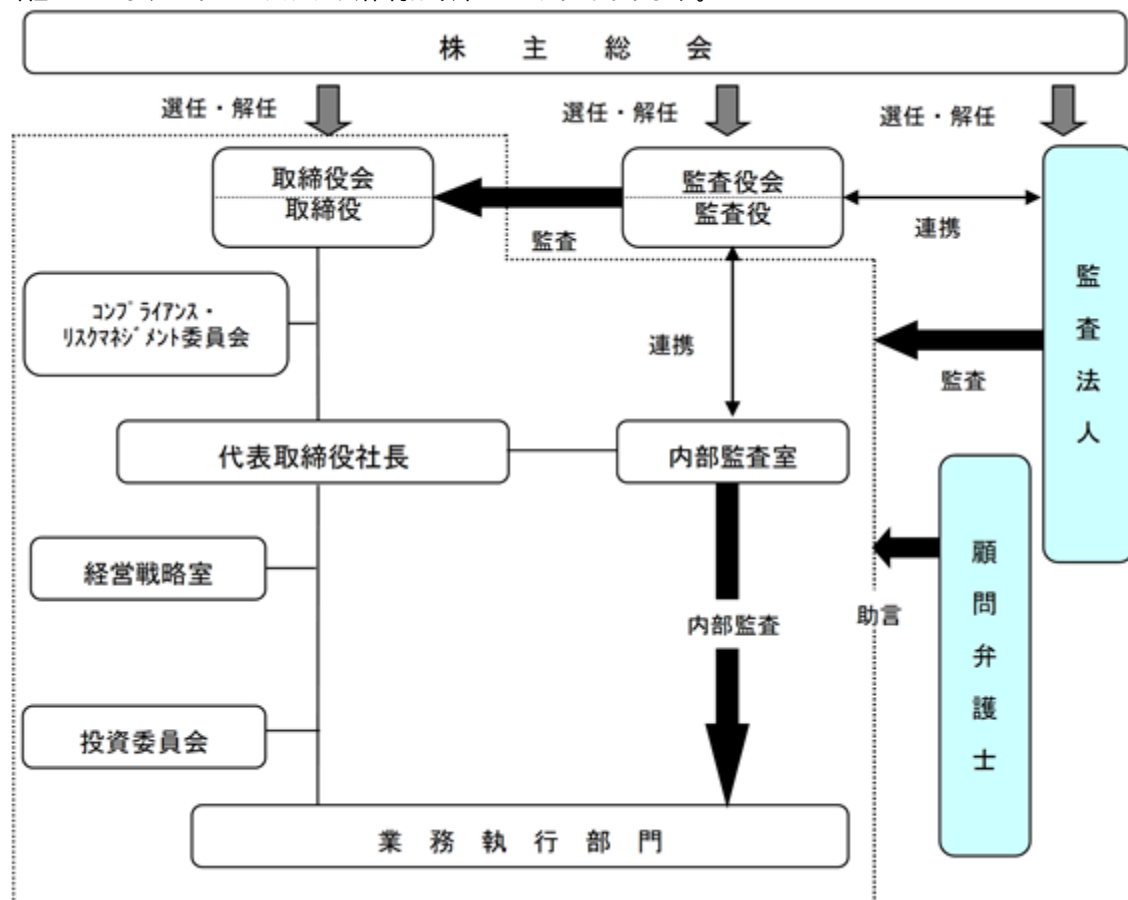 株主総会
選任・解任
選任・解任
選任・解任
取締役会
取締役
監査役会
監査役
監査
連携
コンプライアンス・
リスクマネジメント委員会
連携
監査
監査法人
代表取締役社長
内部監査室
経営戦略室
顧問弁護士
助言
内部監査
投資委員会
業務執行部門